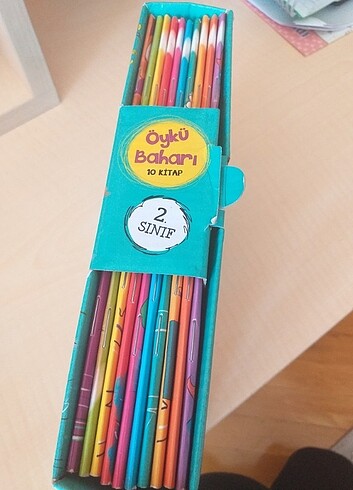 Öykü
Baharı
10 KİTAP
2.
SINIF